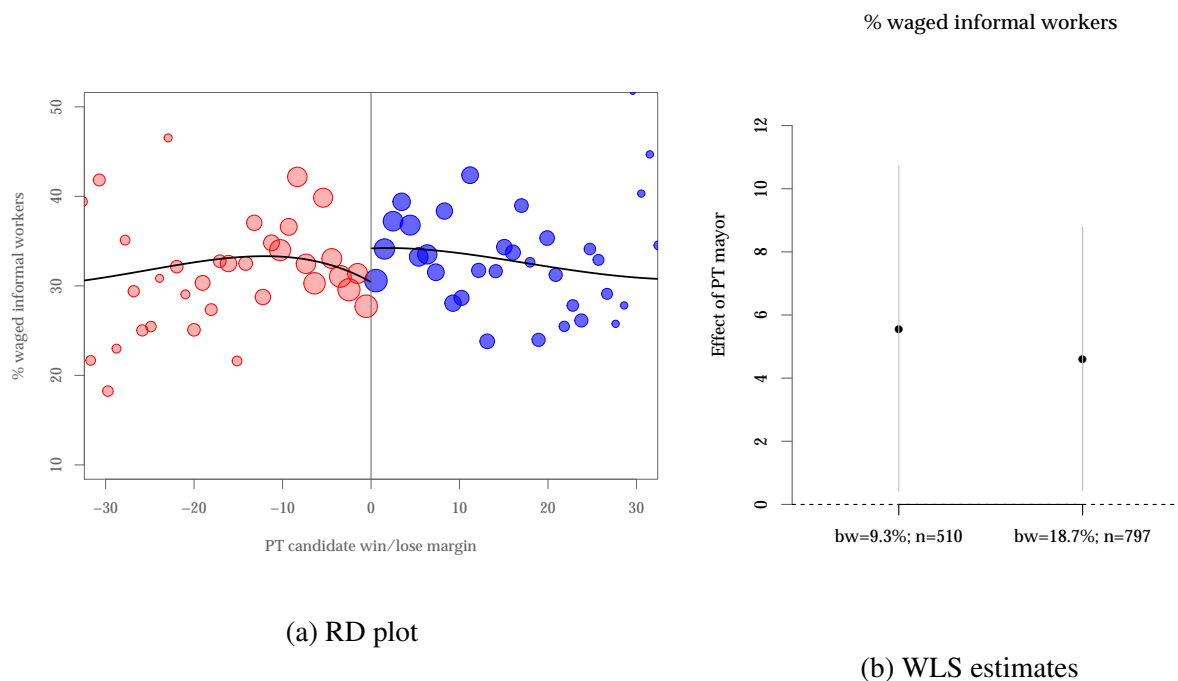 % waged informal workers
50
40
30
20
10
% waged informal workers
−30
−20
−10
0
10
20
30
PT candidate win/lose margin
(a) RD plot
12
10
8
6
4
2
0
Effect of PT mayor
bw=9.3%; n=510
bw=18.7%; n=797
(b) WLS estimates